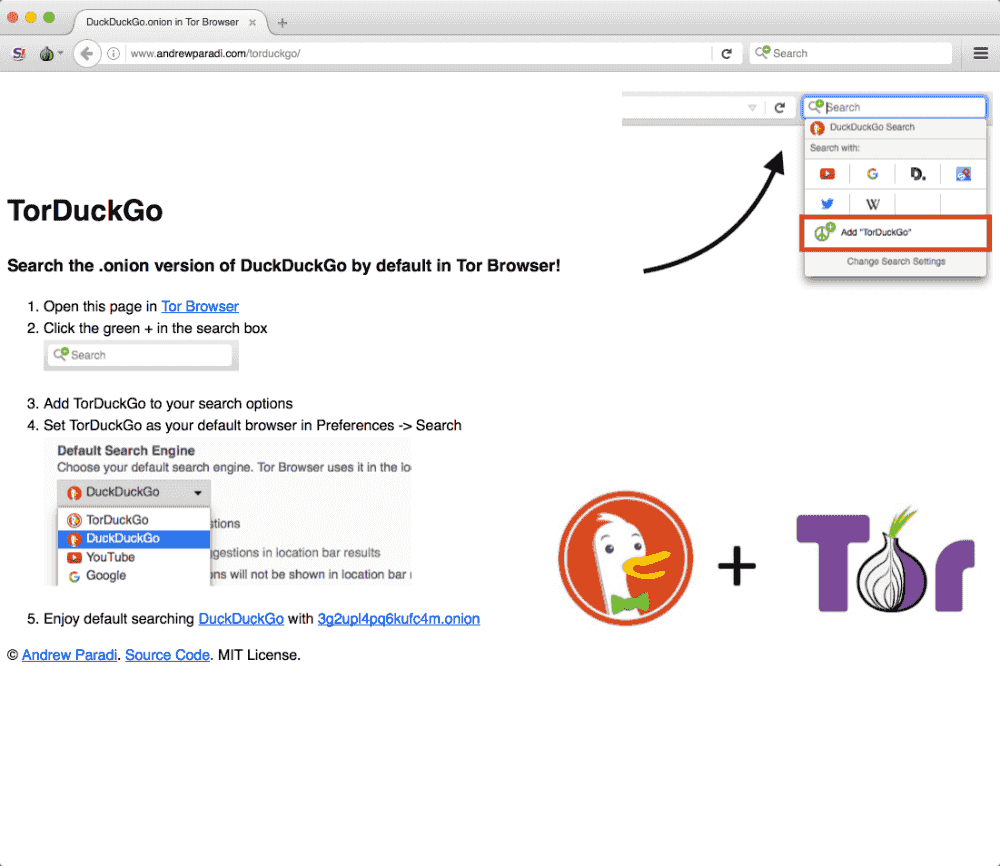 DuckDuckGo.onion in Tor Browser
www.andrewparadi.com/torduckgo/
Search
Search
DuckDuckGo Search
Search with:
G
D.
W
Add "TorDuckGo"
Change Search Settings
TorDuckGo
Search the .onion version of DuckDuckGo by default in Tor Browser!
1. Open this page in Tor Browser
2. Click the green + in the search box
Search
3. Add TorDuckGo to your search options
4. Set TorDuckGo as your default browser in Preferences -> Search
Default Search Engine
Choose your default search engine. Tor Browser uses it in the lo
DuckDuckGo
TorDuckGo
stions
DuckDuckGo
YouTube
ggestions in location bar results
Google
ons will not be shown in location bar
5. Enjoy default searching DuckDuckGo with 3g2upl4pq6kufc4m.onion
+
Tor
© Andrew Paradi. Source Code. MIT License.